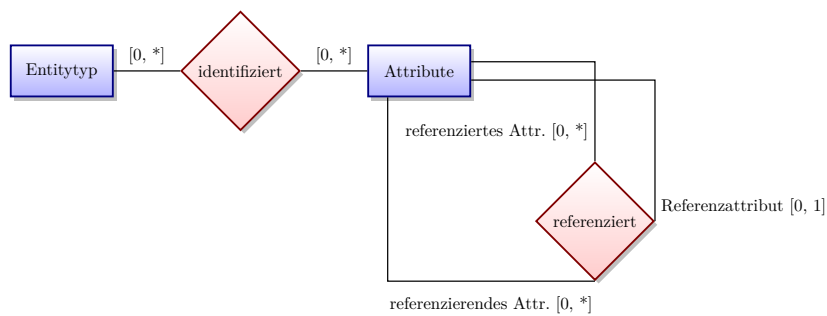 [0, *]
[0, *]
Entitytyp
identifiziert
Attribute
referenziertes Attr. [0, *]
Referenzattribut [0, 1]
referenziert
referenzierendes Attr. [0, *]